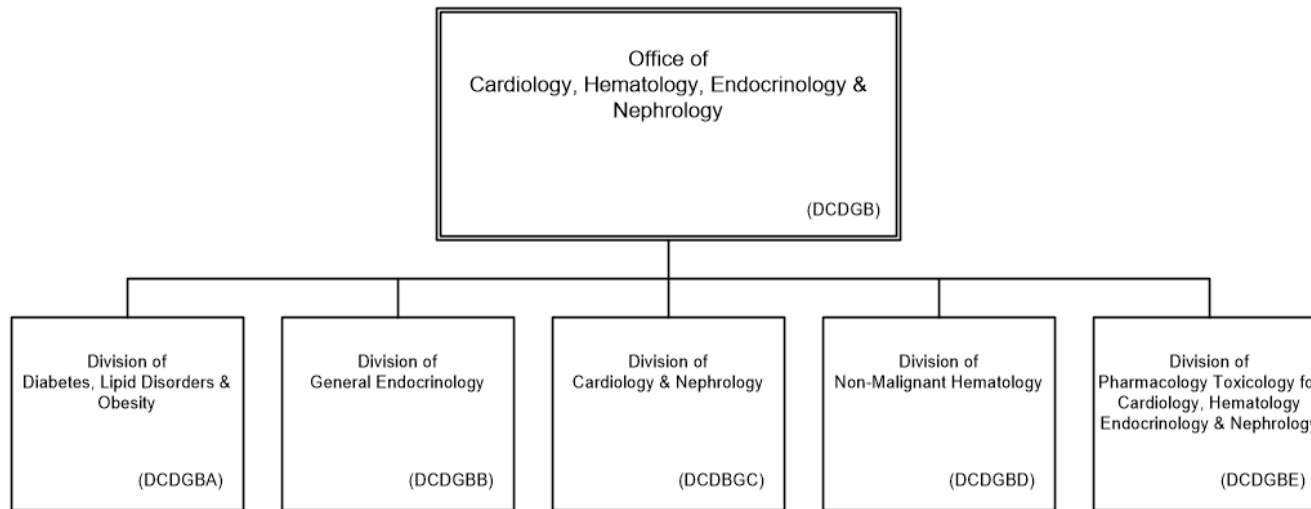 Office of
Cardiology, Hematology, Endocrinology &
Nephrology
(DCDGB)
Division of
Diabetes, Lipid Disorders &
Obesity
(DCDGBA)
Division of
General Endocrinology
(DCDGBB)
Division of
Cardiology & Nephrology
(DCDBGC)
Division of
Non-Malignant Hematology
(DCDGBD)
Division of
Pharmacology Toxicology fo
Cardiology, Hematology
Endocrinology & Nephrology
(DCDGBE)